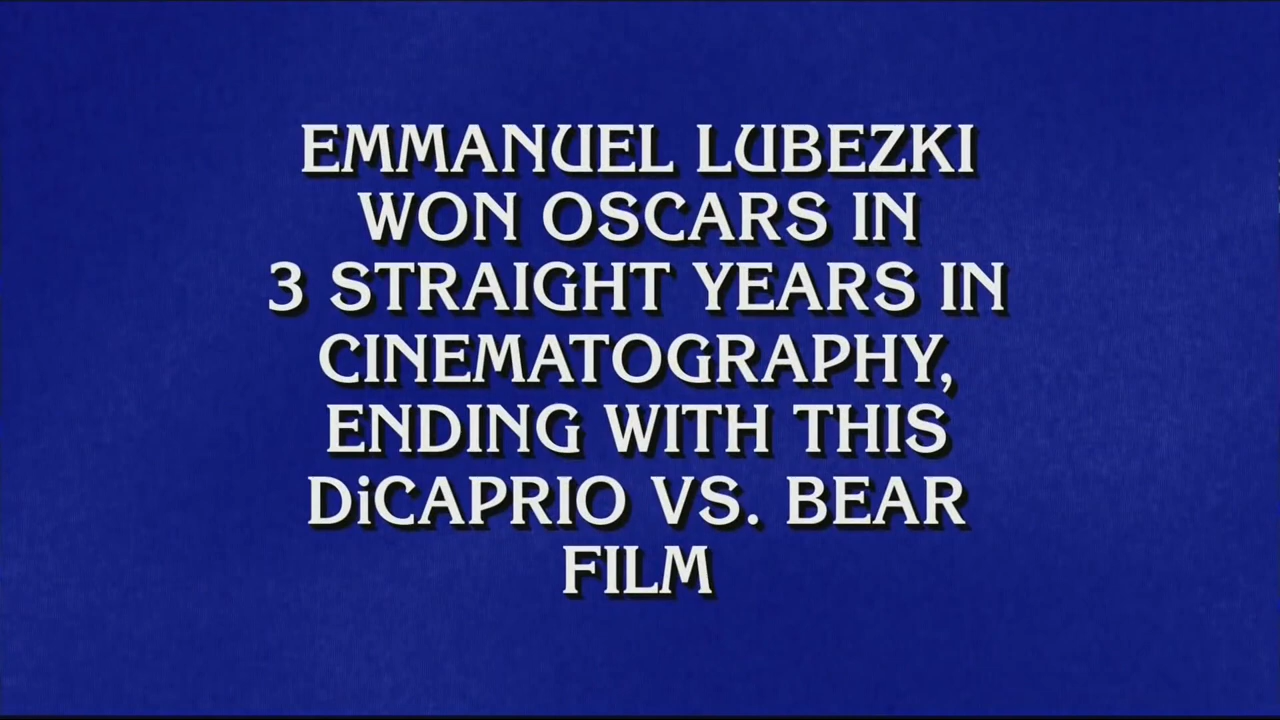 EMMANUEL LUBEZKI
WON OSCARS IN
3 STRAIGHT YEARS IN
CINEMATOGRAPHY,
ENDING WITH THIS
DiCAPRIO VS. BEAR
FILM